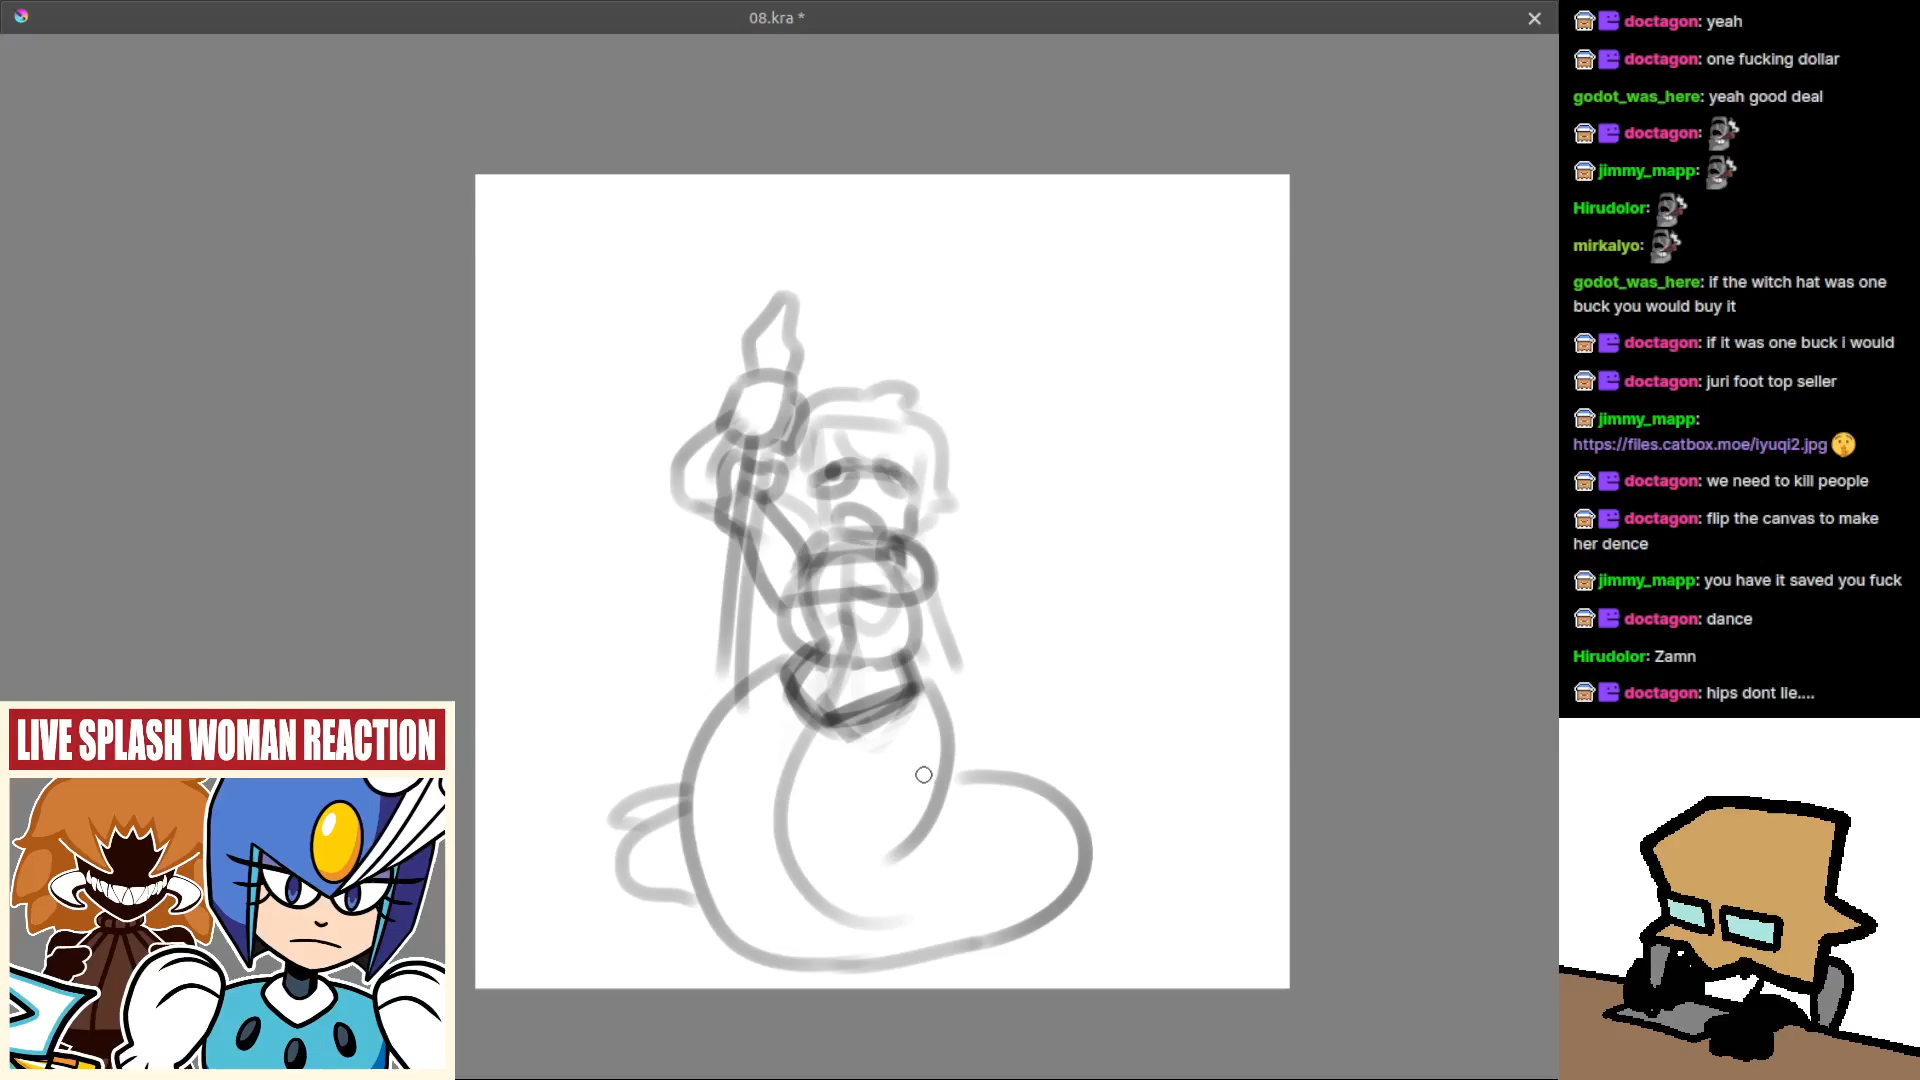 08.kra *
doctagon: yeah
doctagon: one fucking dollar
godot_was_here: yeah good deal
doctagon:
jimmy_mapp:
Hirudolor:
mirkalyo:
godot_was_here: if the witch hat was one
buck you would buy it
doctagon: if it was one buck i would
doctagon: juri foot top seller
jimmy_mapp:
https://files.catbox.moe/iyuqi2.jpg
doctagon: we need to kill people
doctagon: flip the canvas to make
her dence
jimmy_mapp: you have it saved you fuck
doctagon: dance
Hirudolor: Zamn
doctagon: hips dont lie....
LIVE SPLASH WOMAN REACTION